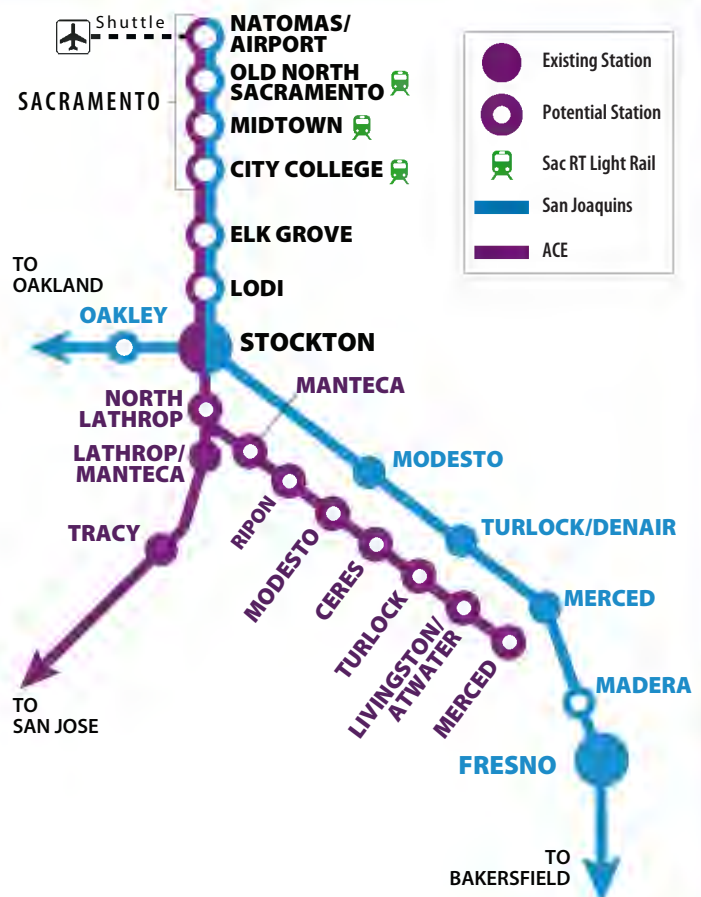 Shuttle
NATOMAS/
AIRPORT
OLD NORTH
SACRAMENTO
SACRAMENTO
MIDTOWN
CITY COLLEGE
ELK GROVE
LODI
TO
OAKLAND
OAKLEY
STOCKTON
MANTECA
NORTH
LATHROP
LATHROP/
MANTECA
TRACY
RIPON
MODESTO
CERES
TURLOCK
LIVINGSTON/
ATWATER
MERCED
MODESTO
TURLOCK/DENAIR
MERCED
MADERA
FRESNO
TO
SAN JOSE
TO
BAKERSFIELD
Existing Station
Potential Station
Sac RT Light Rail
San Joaquins
ACE